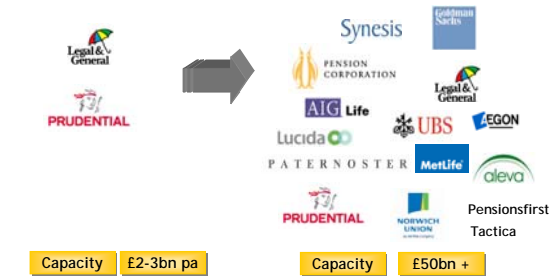 Legal &
General
PRUDENTIAL
Capacity £2-3bn pa
Synesis
Goldman
Sachs
PENSION
CORPORATION
Legal &
General
AIG Life
UBS
AEGON
Lucida
PATERNOSTER
MetLife
aleva
PRUDENTIAL
NORWICH
UNION
Pensionsfirst
Tactica
Capacity £50bn +